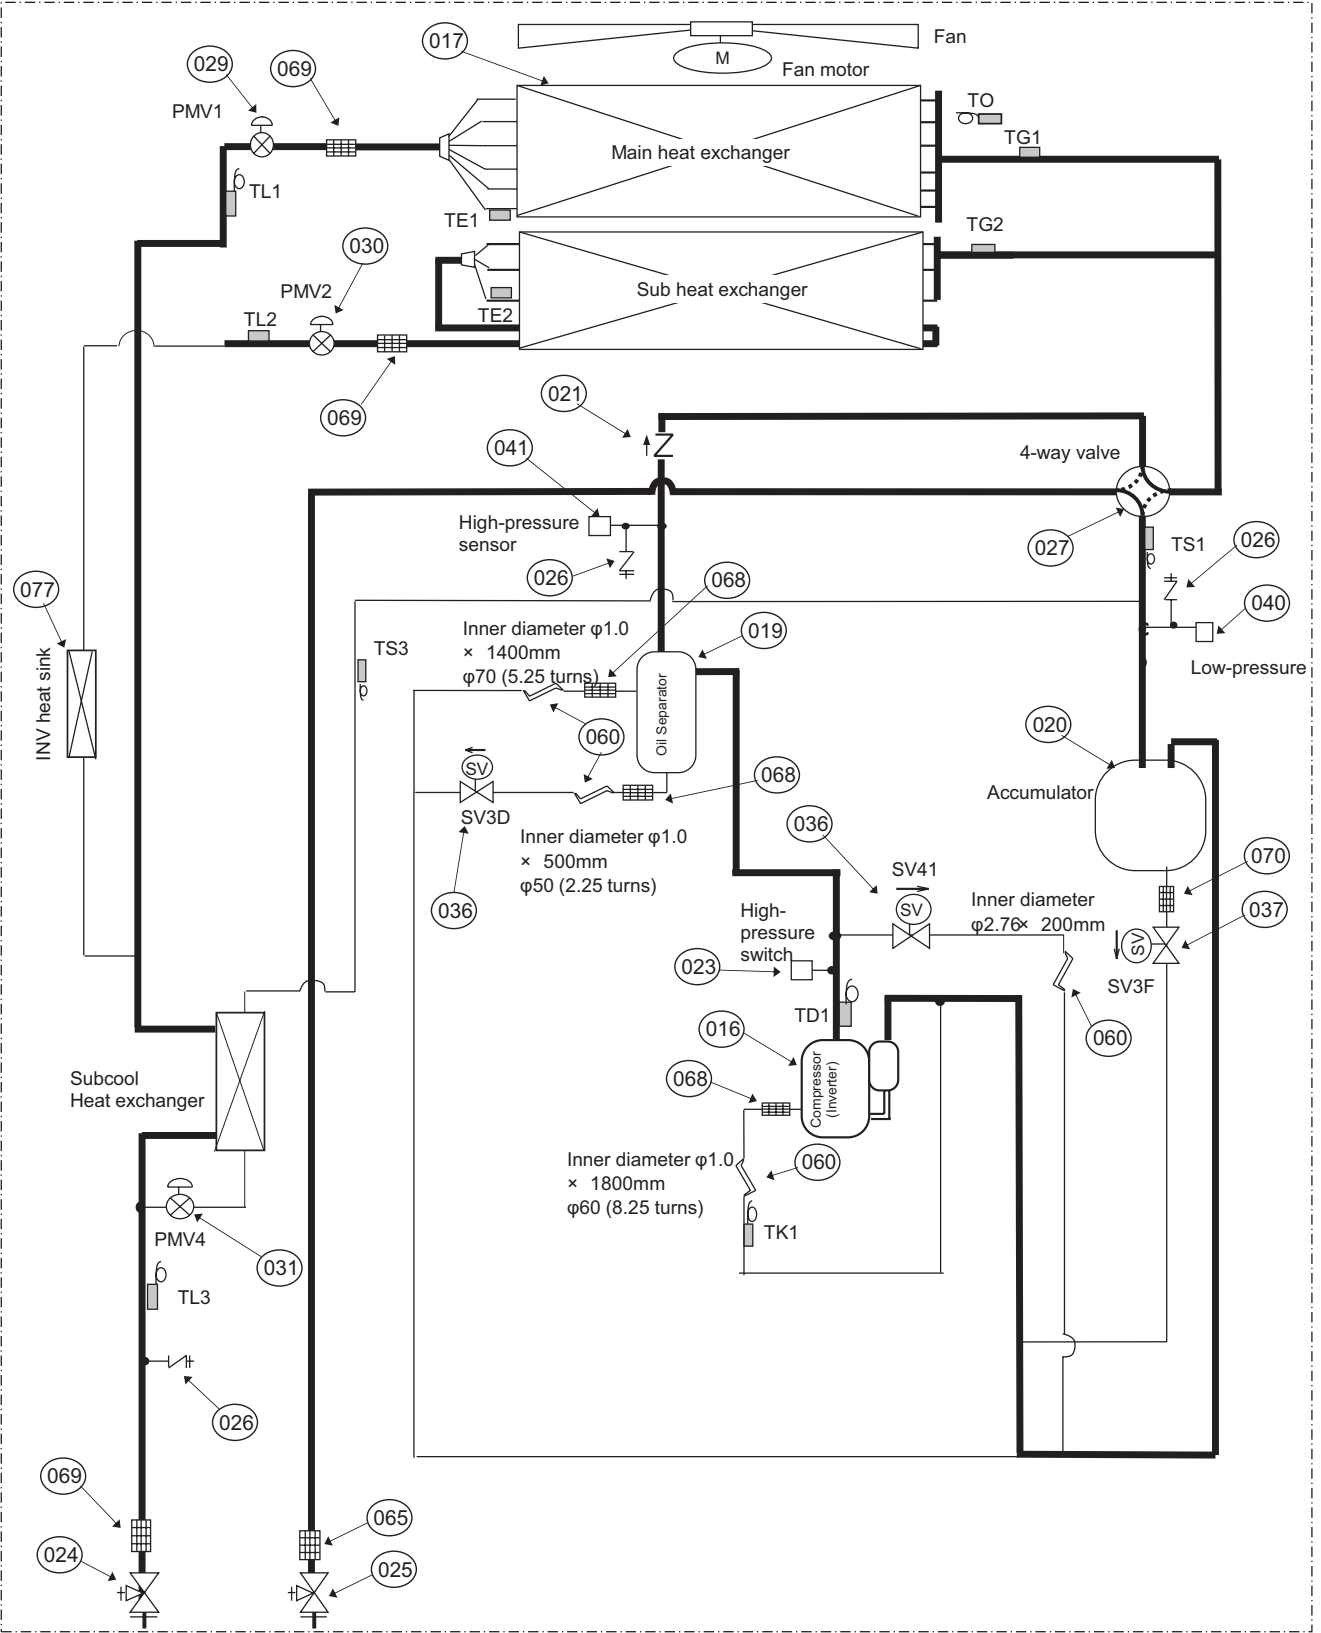 017
Fan
M
Fan motor
029
069
PMV1
TO
TG1
Main heat exchanger
TL1
TE1
TG2
030
PMV2
Sub heat exchanger
TL2
TE2
069
021
041
4-way valve
High-pressure
sensor
027
TS1
026
026
068
077
040
Inner diameter φ1.0
× 1400mm
φ70 (5.25 turns)
019
TS3
Low-pressure
INV heat sink
Oil Separator
060
020
SV
068
Accumulator
SV3D
036
Inner diameter φ1.0
× 500mm
φ50 (2.25 turns)
SV41
070
036
SV
Inner diameter
φ2.76× 200mm
037
High-
pressure
switch
SV
023
SV3F
TD1
016
060
Subcool
Heat exchanger
068
Compressor
(Inverter)
Inner diameter φ1.0
× 1800mm
φ60 (8.25 turns)
060
TK1
PMV4
031
TL3
026
069
065
024
025